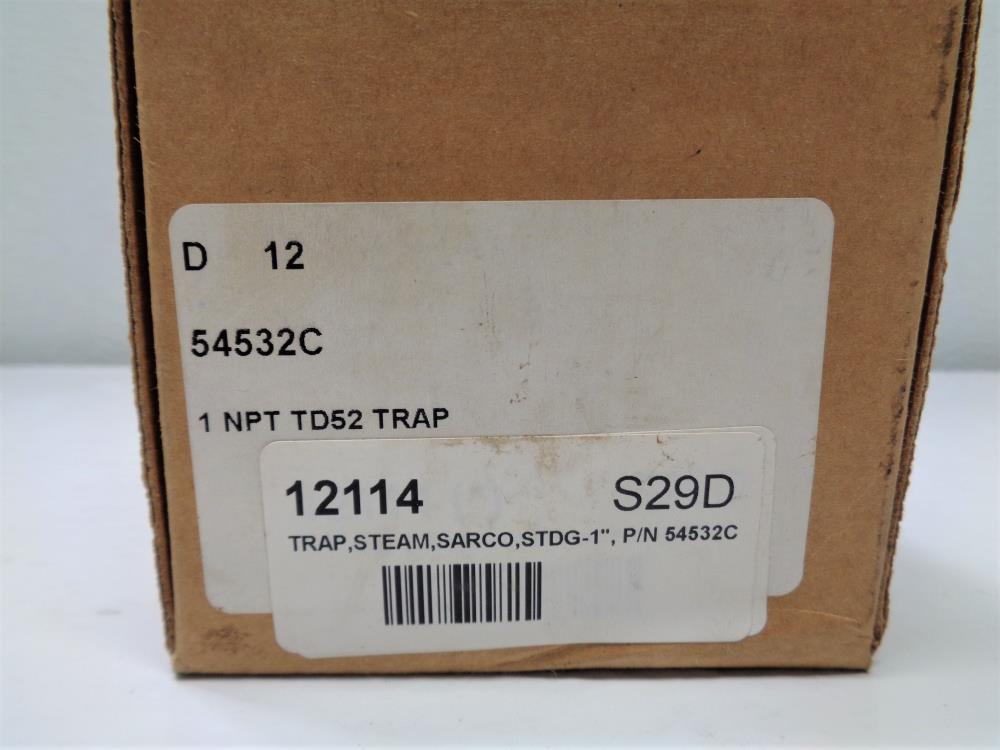 D 12
54532C
1 NPT TD52 TRAP
12114 S29D
TRAP,STEAM,SARCO,STDG-1", P/N 54532C